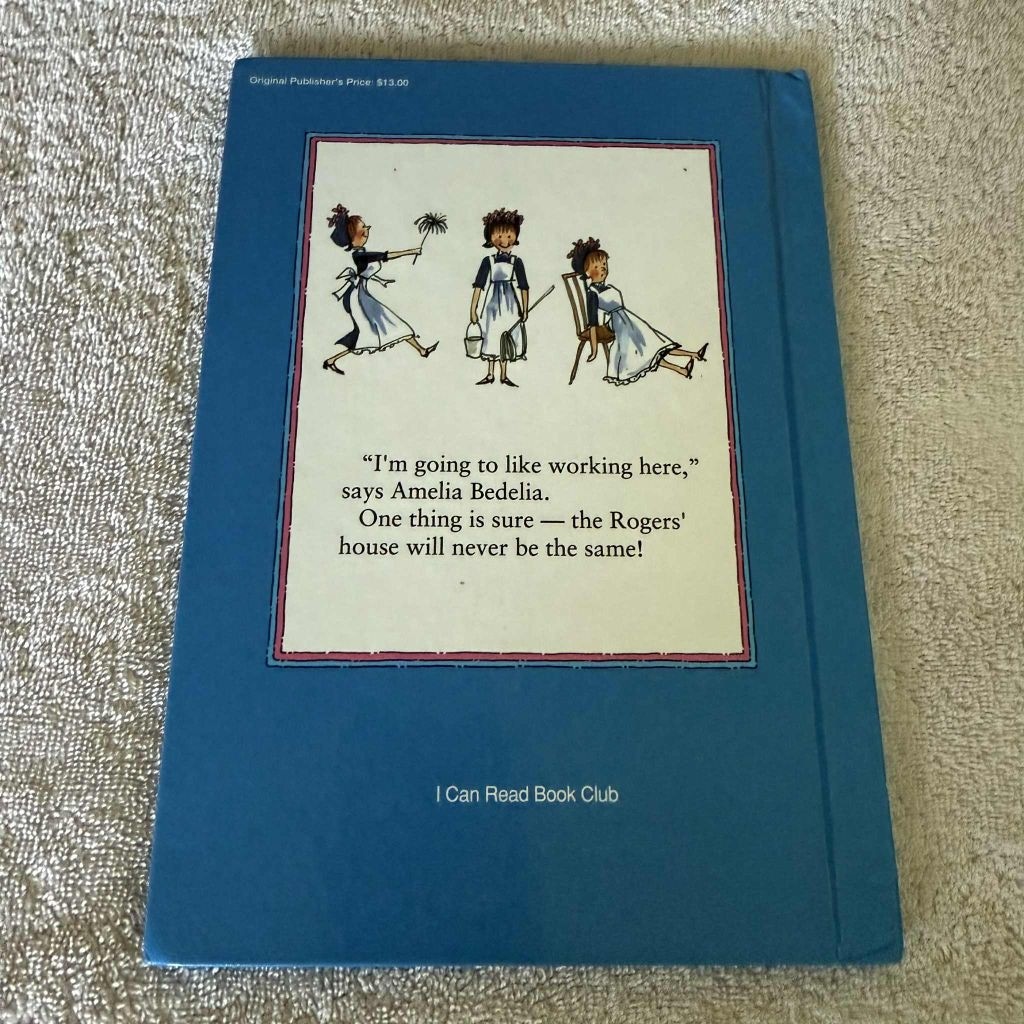 Original Publisher's Price: $13.00
“I'm going to like working here,”
says Amelia Bedelia.
One thing is sure — the Rogers'
house will never be the same!
I Can Read Book Club